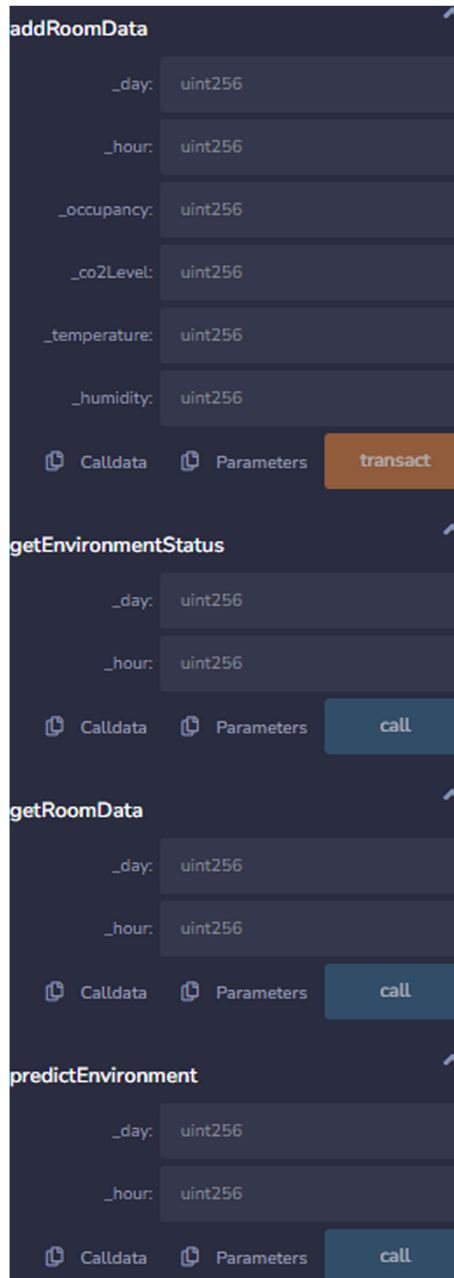 addRoomData
_day: uint256
_hour: uint256
_occupancy: uint256
_co2Level: uint256
_temperature: uint256
_humidity: uint256
Calldata Parameters transact
getEnvironmentStatus
_day: uint256
_hour: uint256
Calldata Parameters call
getRoomData
_day: uint256
_hour: uint256
Calldata Parameters call
predictEnvironment
_day: uint256
_hour: uint256
Calldata Parameters call